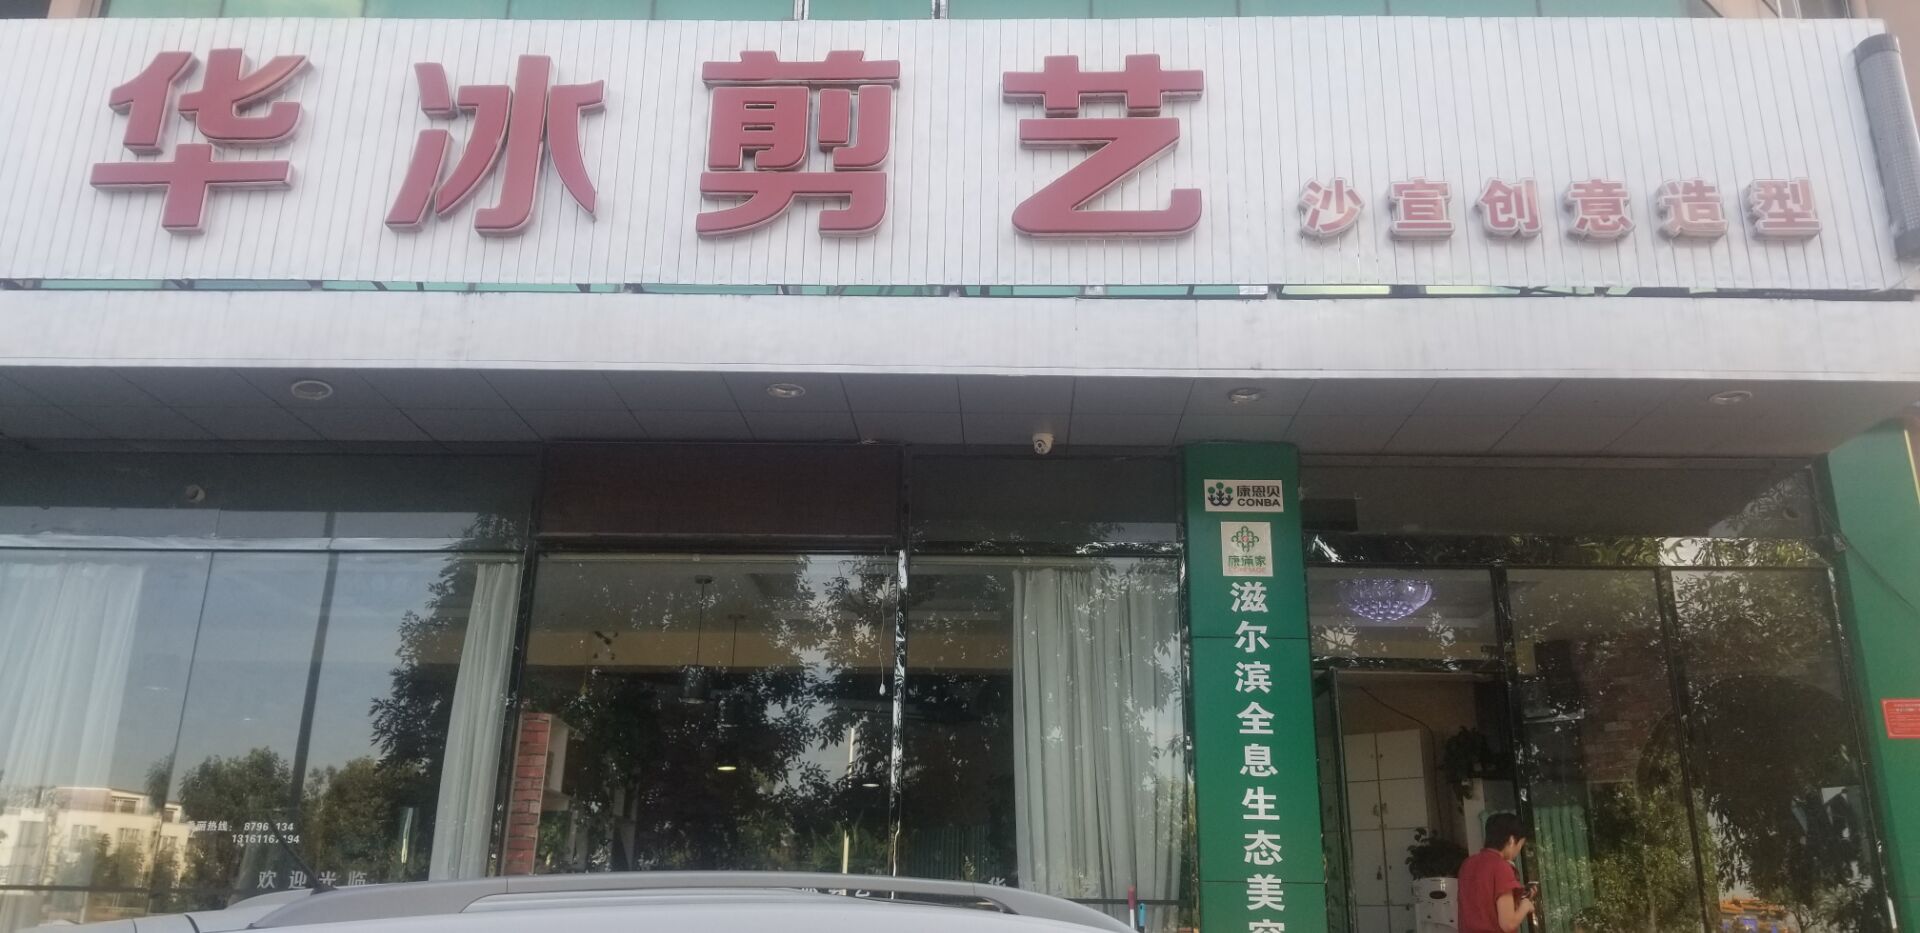 华冰剪艺
沙宣创意造型
康恩贝
CONBA
康满家
滋尔滨全息生态美容
欢迎光临